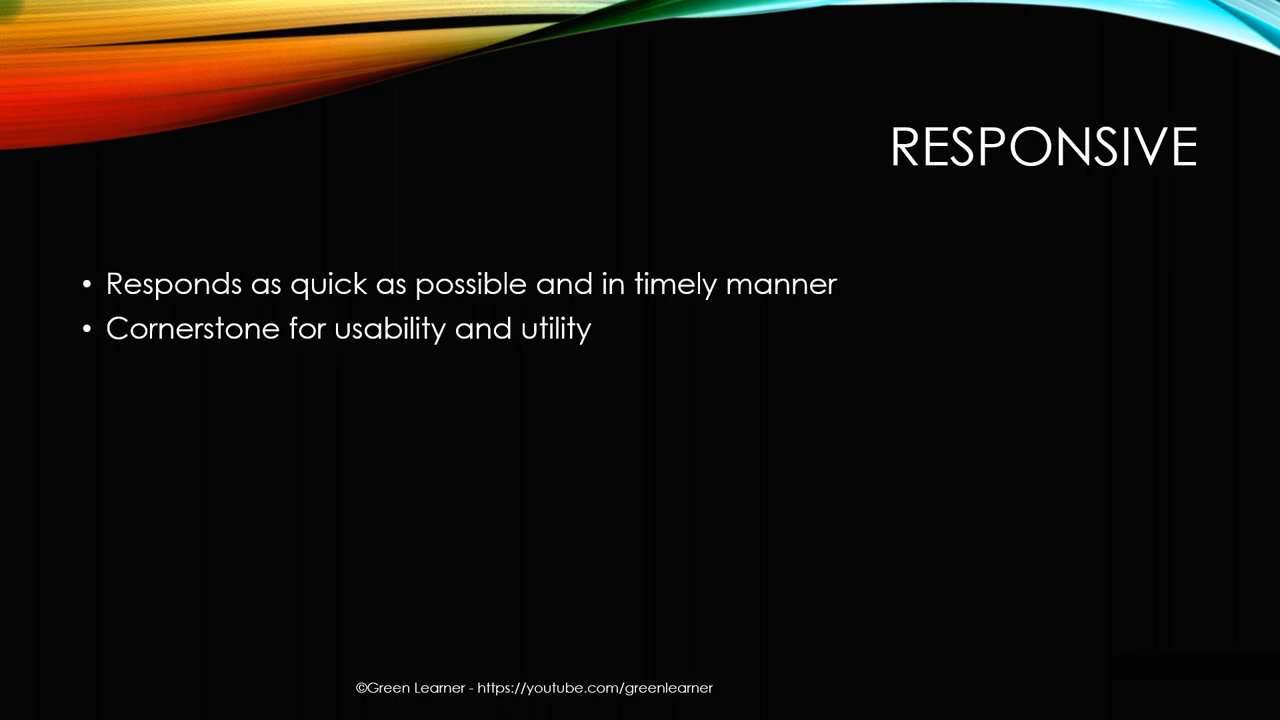 RESPONSIVE
• Responds as quick as possible and in timely manner
• Cornerstone for usability and utility
©Green Learner - https://youtube.com/greenlearner